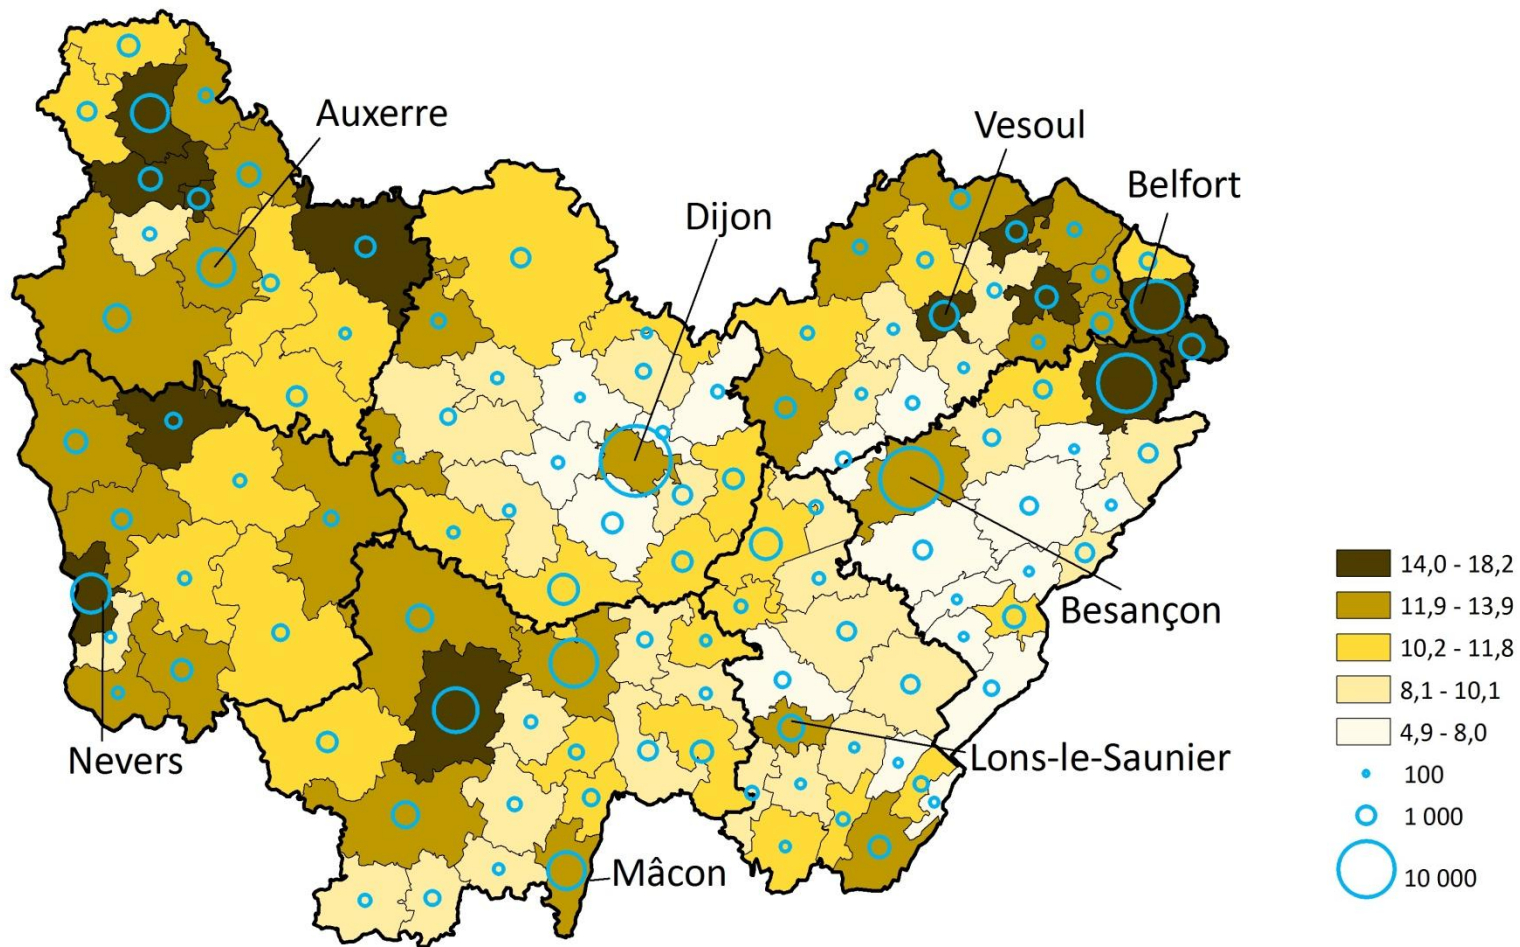 Auxerre
Vesoul
Belfort
Dijon
Besançon
Nevers
Lons-le-Saunier
Mâcon
14,0 - 18,2
11,9 - 13,9
10,2 - 11,8
8,1 - 10,1
4,9 - 8,0
100
1 000
10 000